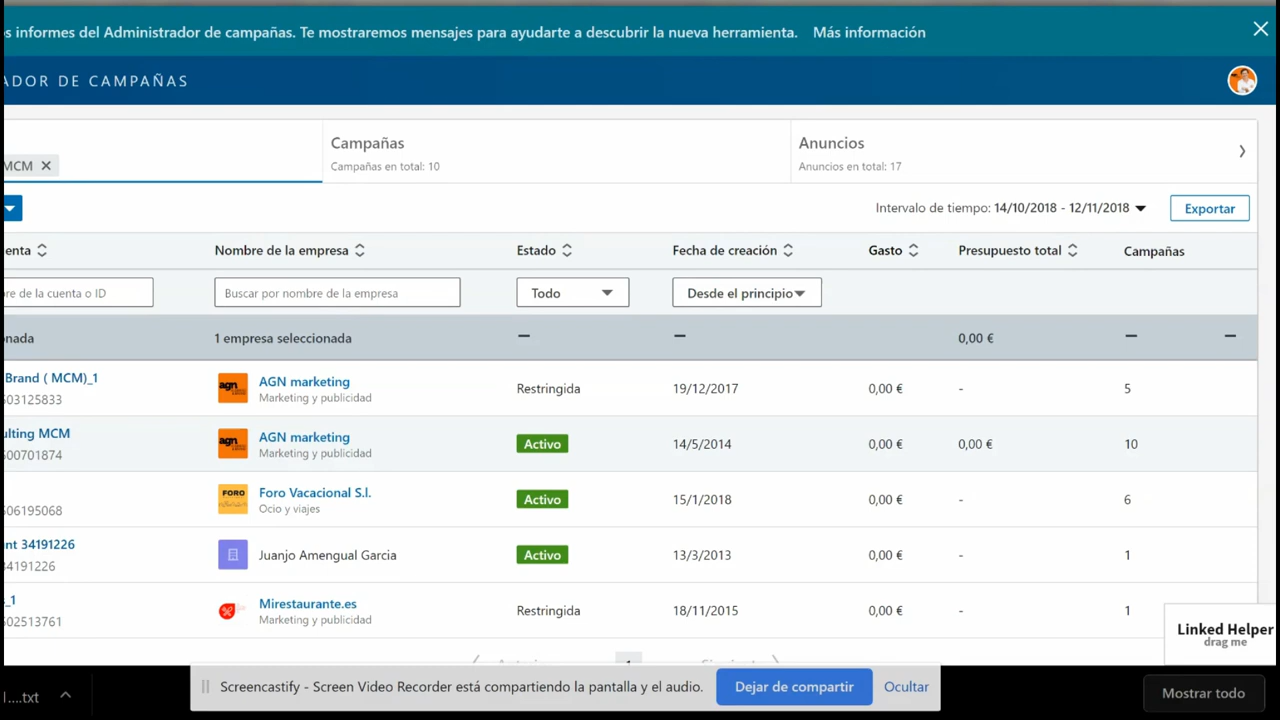 s informes del Administrador de campañas. Te mostraremos mensajes para ayudarte a descubrir la nueva herramienta. Más información
ADOR DE CAMPAÑAS
MCM
Campañas
Campañas en total: 10
Anuncios
Anuncios en total: 17
Intervalo de tiempo: 14/10/2018 - 12/11/2018
Exportar
enta
Nombre de la empresa
Estado
Fecha de creación
Gasto
Presupuesto total
Campañas
re de la cuenta o ID
Buscar por nombre de la empresa
Todo
Desde el principio
nada
1 empresa seleccionada
—
—
0,00 €
—
—
Brand ( MCM)_1
603125833
agn
AGN marketing
Marketing y publicidad
Restringida
19/12/2017
0,00 €
-
5
ulting MCM
600701874
agn
AGN marketing
Marketing y publicidad
Activo
14/5/2014
0,00 €
0,00 €
10
606195068
FORO
Foro Vacacional S.l.
Ocio y viajes
Activo
15/1/2018
0,00 €
-
6
nt 34191226
34191226
Juanjo Amengual Garcia
Activo
13/3/2013
0,00 €
-
1
_1
602513761
Mirestaurante.es
Marketing y publicidad
Restringida
18/11/2015
0,00 €
-
1
Linked Helper
drag me
1....txt
Screencastify - Screen Video Recorder está compartiendo la pantalla y el audio.
Dejar de compartir
Ocultar
Mostrar todo